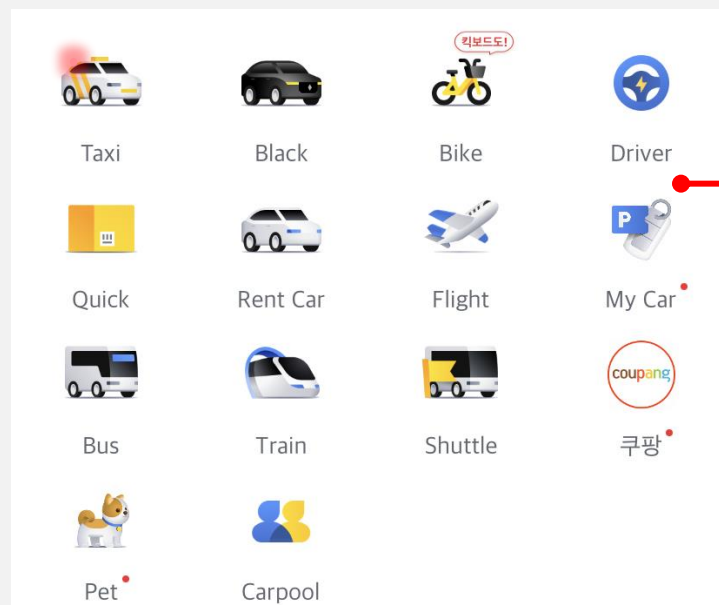 킥보드도!
Taxi
Black
Bike
Driver
P
Quick
Rent Car
Flight
My Car
coupang
Bus
Train
Shuttle
쿠팡
Pet
Carpool